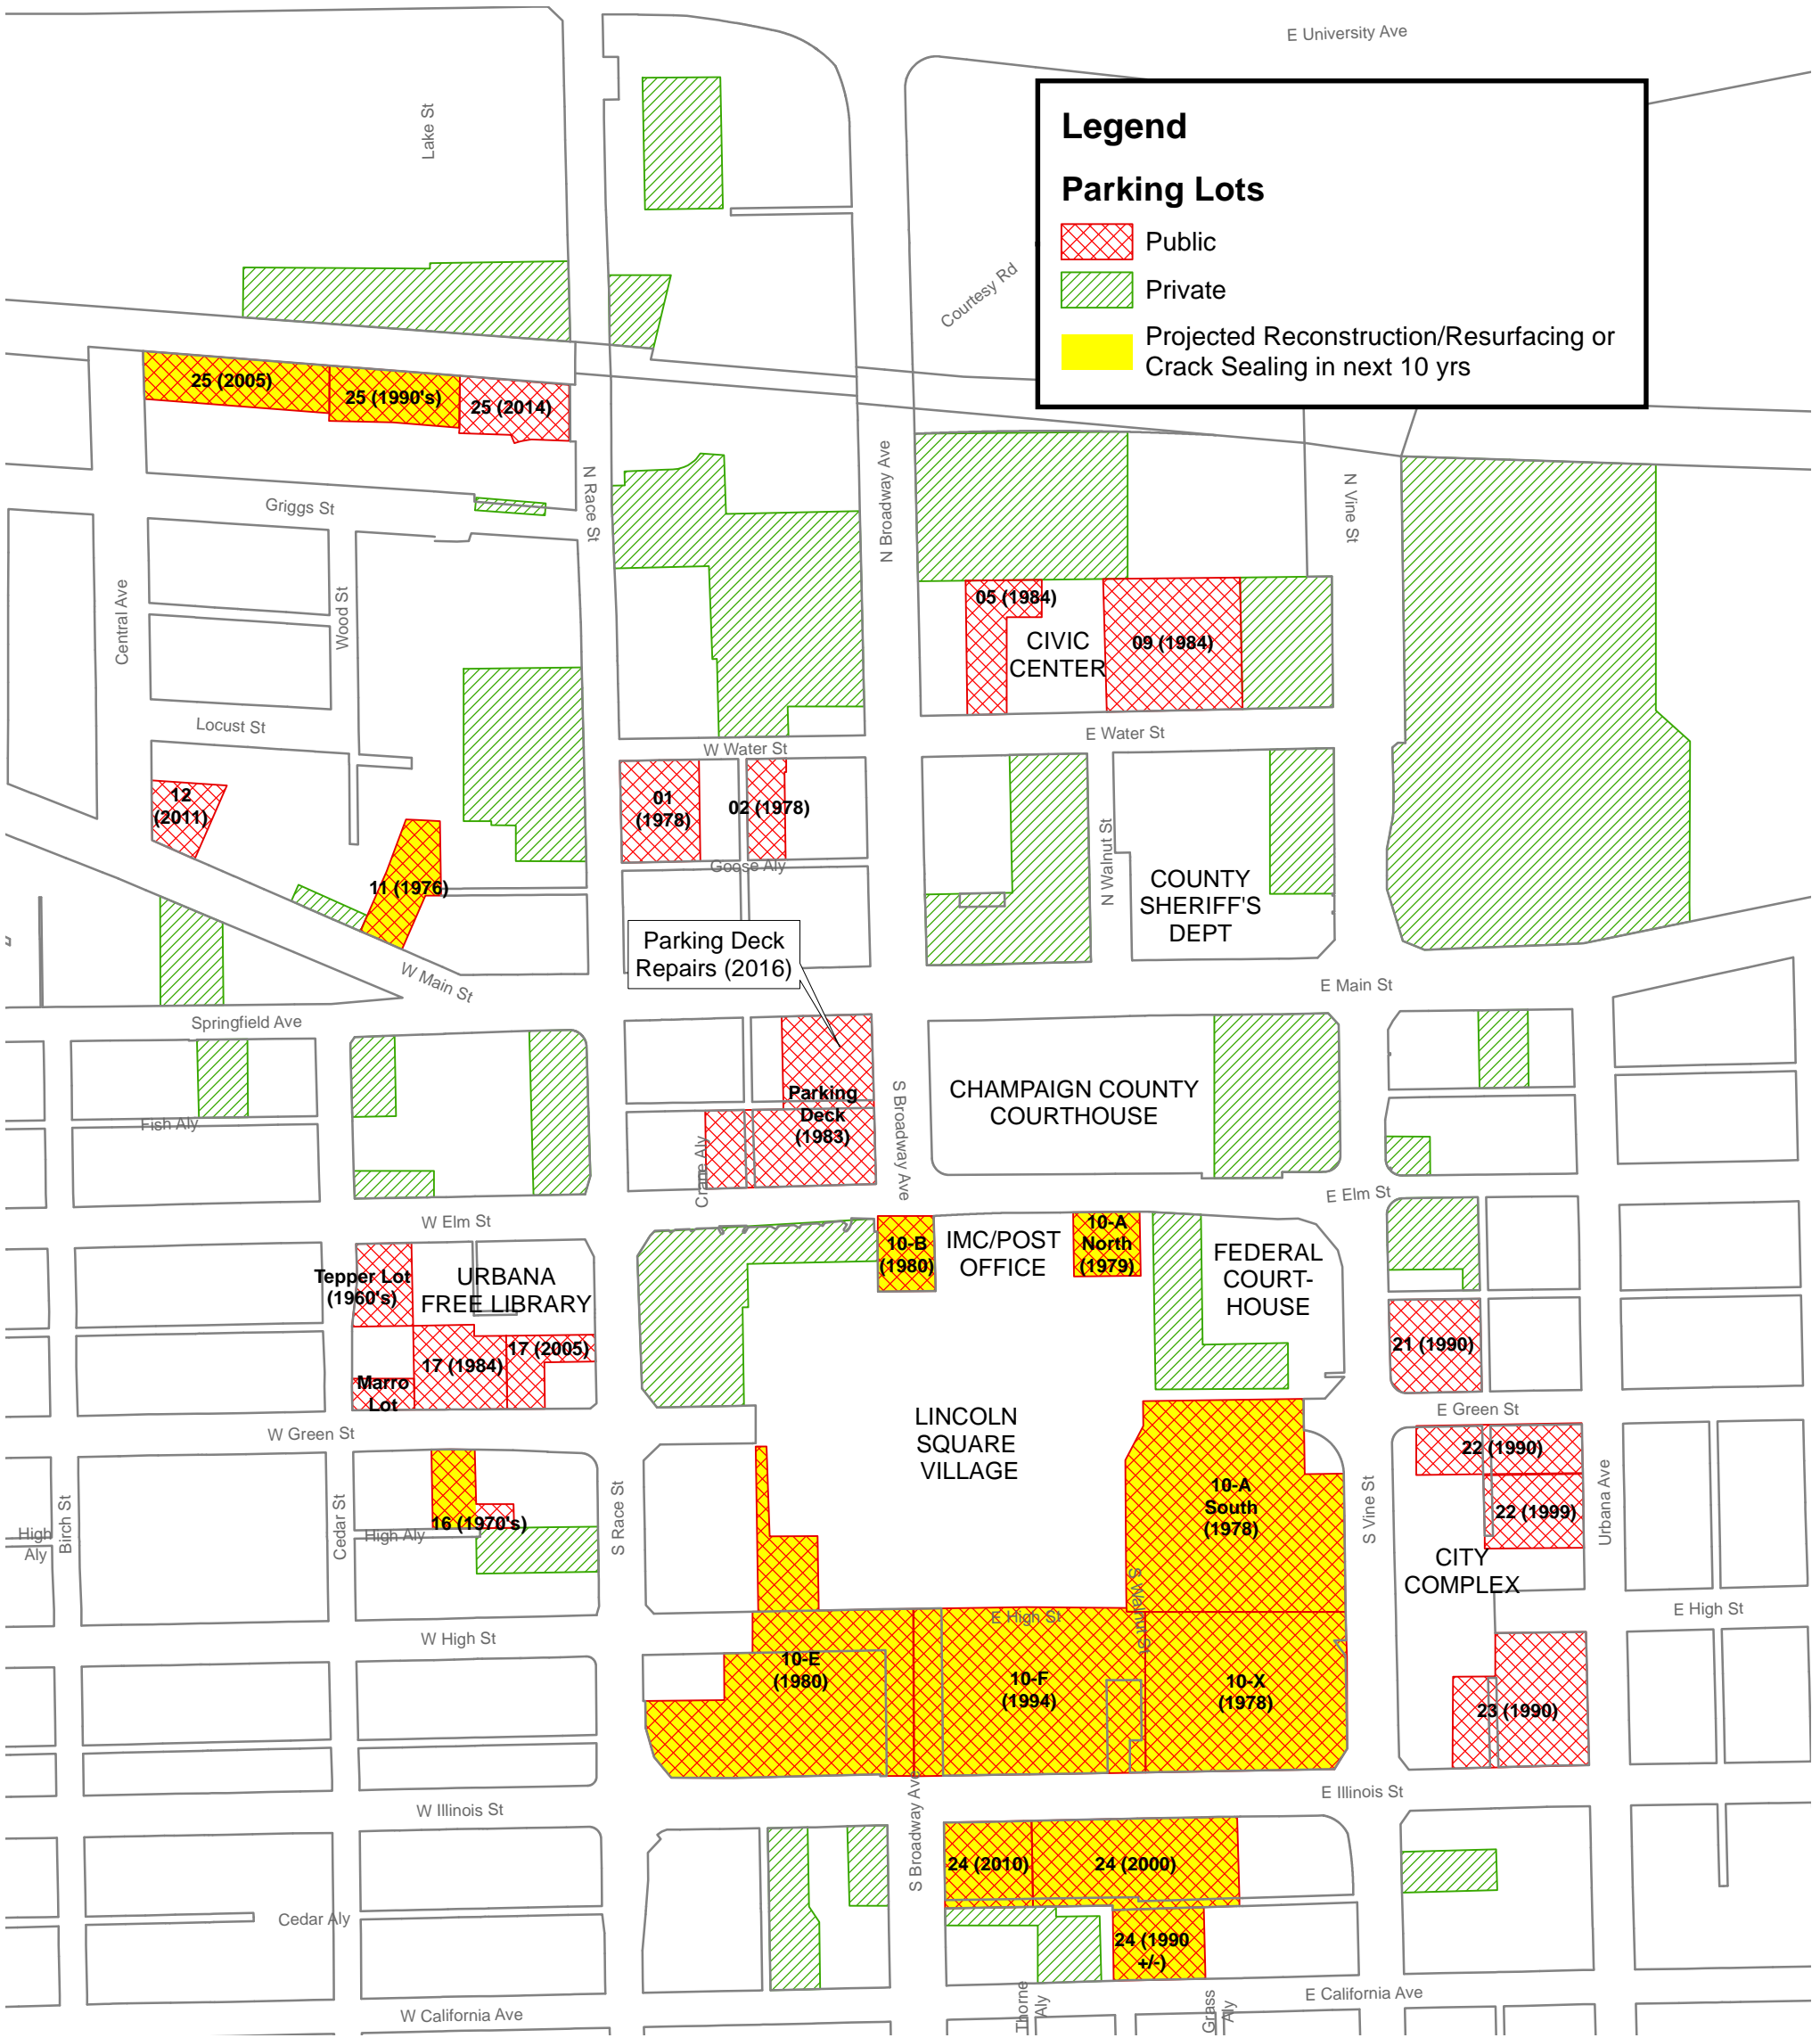 E University Ave
Legend
Parking Lots
Public
Private
Projected Reconstruction/Resurfacing or
Crack Sealing in next 10 yrs
Lake St
Courtesy Rd
25 (2005)
25 (1990's)
25 (2014)
N Race St
N Broadway Ave
N Vine St
Griggs St
Central Ave
Wood St
05 (1984)
CIVIC
CENTER
09 (1984)
Locust St
W Water St
E Water St
12
(2011)
01
(1978)
02 (1978)
Goose Aly
11 (1976)
N Walnut St
COUNTY
SHERIFF'S
DEPT
Parking Deck
Repairs (2016)
W Main St
E Main St
Springfield Ave
Parking
Deck
(1983)
S Broadway Ave
CHAMPAIGN COUNTY
COURTHOUSE
Fish Aly
Crane Aly
W Elm St
E Elm St
10-B
(1980)
IMC/POST
OFFICE
10-A
North
(1979)
FEDERAL
COURT-
HOUSE
Tepper Lot
(1960's)
URBANA
FREE LIBRARY
17 (1984)
17 (2005)
21 (1990)
Marro
Lot
W Green St
E Green St
LINCOLN
SQUARE
VILLAGE
22 (1990)
10-A
South
(1978)
22 (1999)
High
Aly
Birch St
Cedar St
High Aly
16 (1970's)
S Race St
S Vine St
Urbana Ave
CITY
COMPLEX
S Walnut St
E High St
E High St
W High St
10-E
(1980)
10-F
(1994)
10-X
(1978)
23 (1990)
W Illinois St
E Illinois St
S Broadway Ave
24 (2010)
24 (2000)
Cedar Aly
24 (1990
+/-)
Thorne
Aly
Grass
Aly
W California Ave
E California Ave